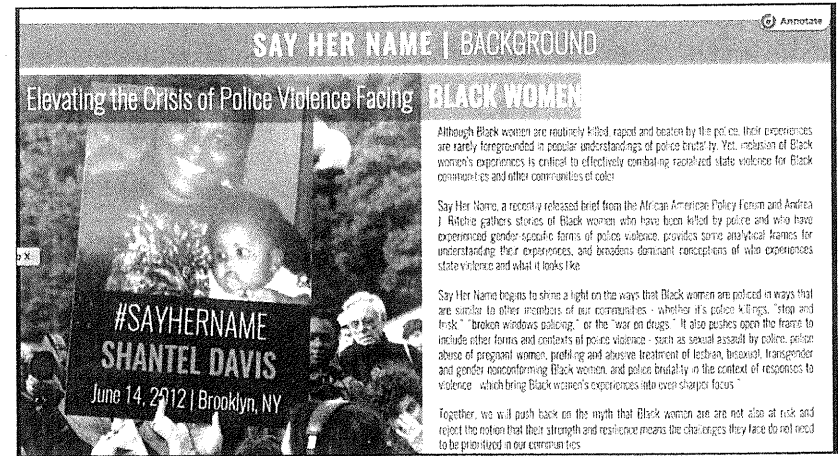 Annotate
SAY HER NAME | BACKGROUND
Elevating the Crisis of Police Violence Facing BLACK WOMEN
Although Black women are routinely killed, raped and beaten by the police, their experiences
are rarely foregrounded in popular understandings of police brutality. Yet, inclusion of Black
women's experiences is critical to effectively combating racialized state violence for Black
communities and other communities of color.
Say Her Name, a recently released brief from the African American Policy Forum and Andrea
J. Ritchie gathers stories of Black women who have been killed by police and who have
experienced gender-specific forms of police violence, provides some analytical frames for
understanding their experiences, and broadens dominant conceptions of who experiences
state violence and what it looks like.
Say Her Name begins to shine a light on the ways that Black women are policed in ways that
are similar to other members of our communities - whether it's police killings, "stop and
frisk," "broken windows policing," or the "war on drugs." It also pushes open the frame to
include other forms and contexts of police violence - such as sexual assault by police, police
abuse of pregnant women, profiling and abusive treatment of lesbian, bisexual, transgender
and gender nonconforming Black women, and police brutality in the context of responses to
violence - which bring Black women's experiences into even sharper focus."
Together, we will push back on the myth that Black women are are not also at risk and
reject the notion that their strength and resilience means the challenges they face do not need
to be prioritized in our communities
X
#SAYHERNAME
SHANTEL DAVIS
June 14, 2012 | Brooklyn, NY